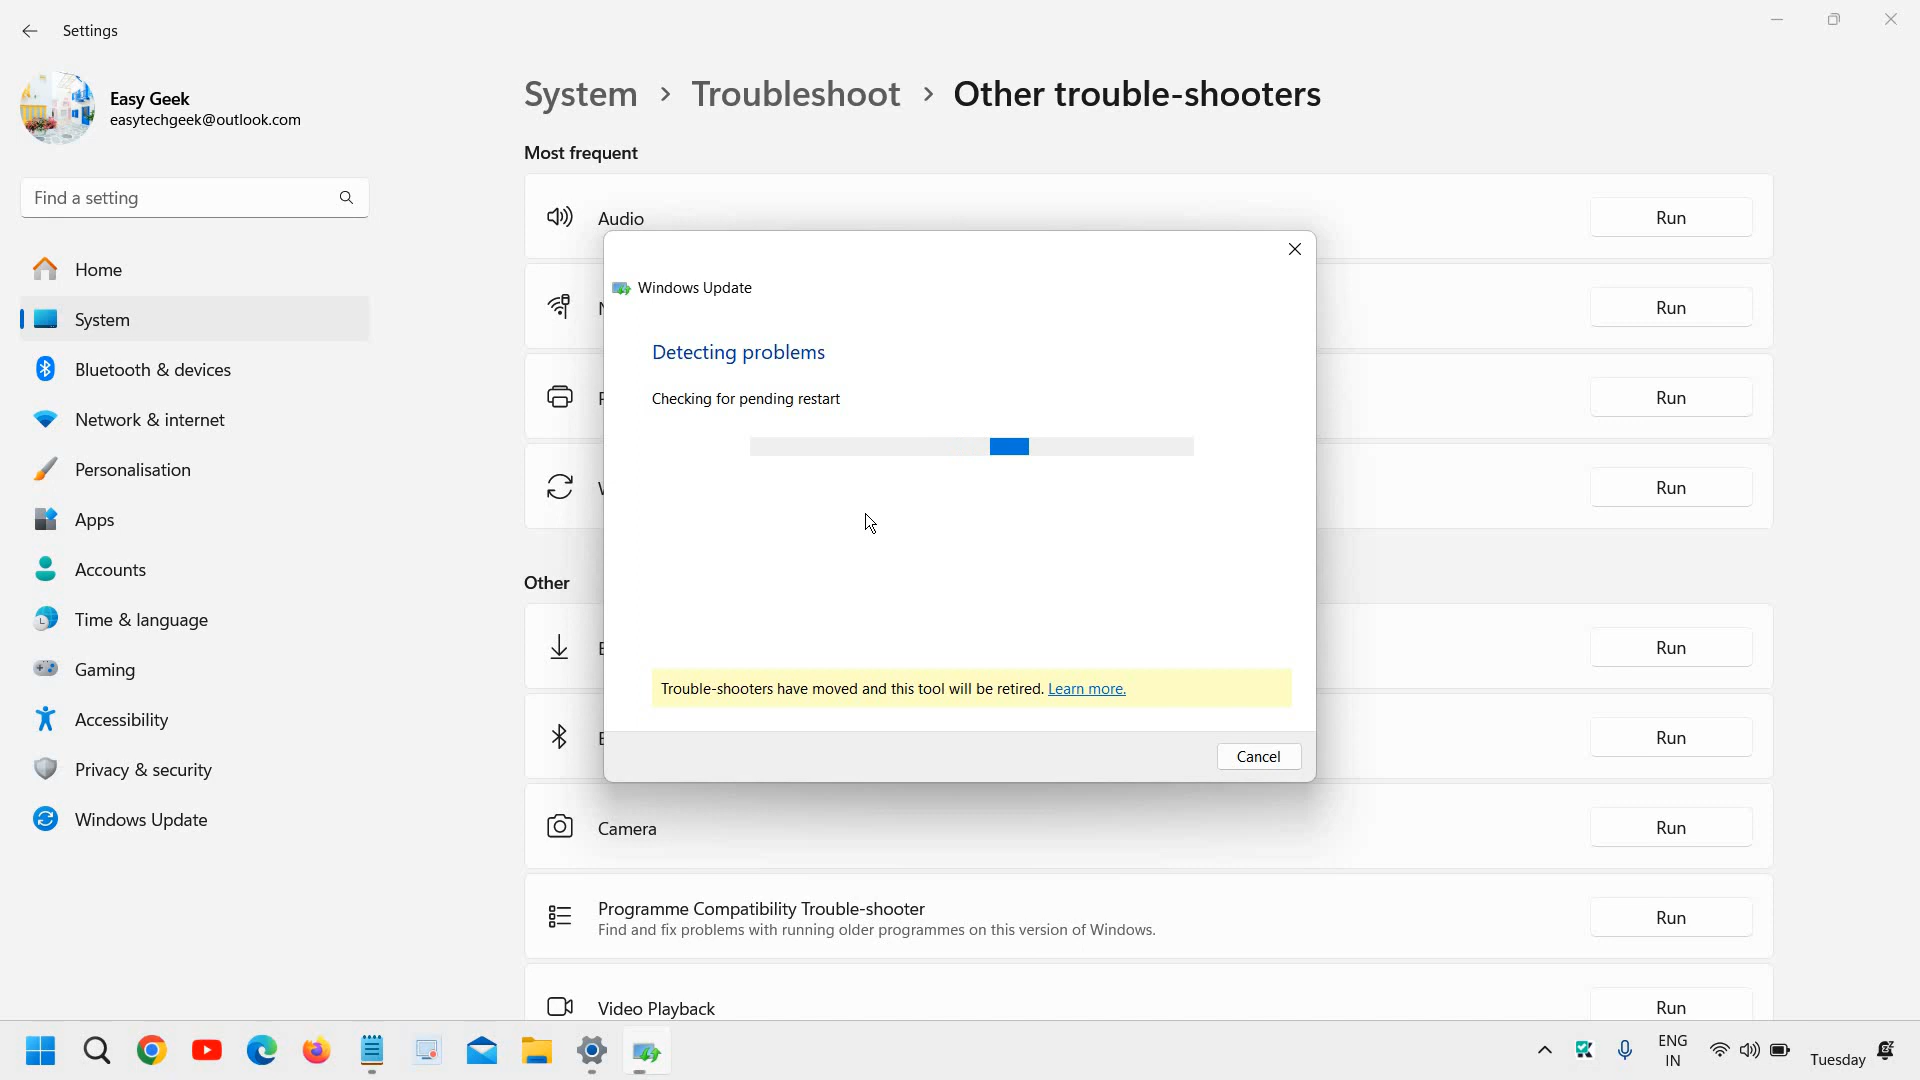 Settings
Easy Geek
easytechgeek@outlook.com
Find a setting
Home
System
Bluetooth & devices
Network & internet
Personalisation
Apps
Accounts
Time & language
Gaming
Accessibility
Privacy & security
Windows Update
System > Troubleshoot > Other trouble-shooters
Most frequent
Audio
Run
Run
Run
Run
Windows Update
Detecting problems
Checking for pending restart
Trouble-shooters have moved and this tool will be retired. Learn more.
Cancel
Other
Run
Run
Camera
Run
Programme Compatibility Trouble-shooter
Find and fix problems with running older programmes on this version of Windows.
Run
Video Playback
Run
ENG
IN
Tuesday